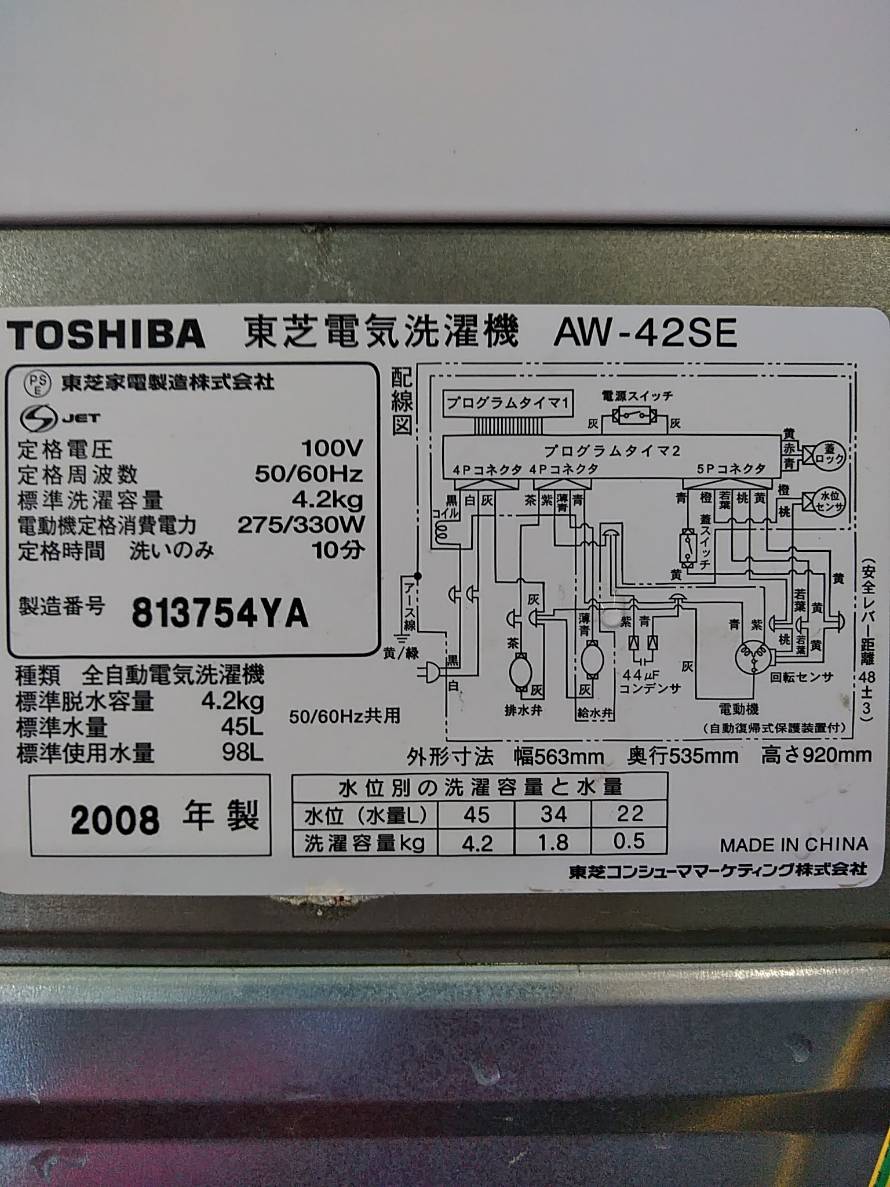 TOSHIBA 東芝電気洗濯機 AW-42SE
PS
E
東芝家電製造株式会社
S JET
定格電圧 100V
定格周波数 50/60Hz
標準洗濯容量 4.2kg
電動機定格消費電力 275/330W
定格時間 洗いのみ 10分
製造番号 813754YA
種類 全自動電気洗濯機
標準脱水容量 4.2kg
標準水量 45L
標準使用水量 98L
50/60Hz共用
2008 年製
配線図
プログラムタイマ1
電源スイッチ
灰 灰
プログラムタイマ2
4Pコネクタ 4Pコネクタ 5Pコネクタ
黄
赤
青
蓋ロック
黒 白 灰 茶 紫 薄青 青 青 橙 若葉 桃 黄 橙
桃
水位センサ
コイル
蓋スイッチ
黄
アース線
黄/緑
黒
白
灰
茶
薄青
紫 青
灰
青 紫
桃
若葉
若葉
黄
黄
黄
灰
灰
44μF
コンデンサ
排水弁
給水弁
電動機
回転センサ
(自動復帰式保護装置付)
(安全レバー距離 48±3)
外形寸法 幅563mm 奥行535mm 高さ920mm
水位別の洗濯容量と水量
水位(水量L) 45 34 22
洗濯容量kg 4.2 1.8 0.5
MADE IN CHINA
東芝コンシューママーケティング株式会社